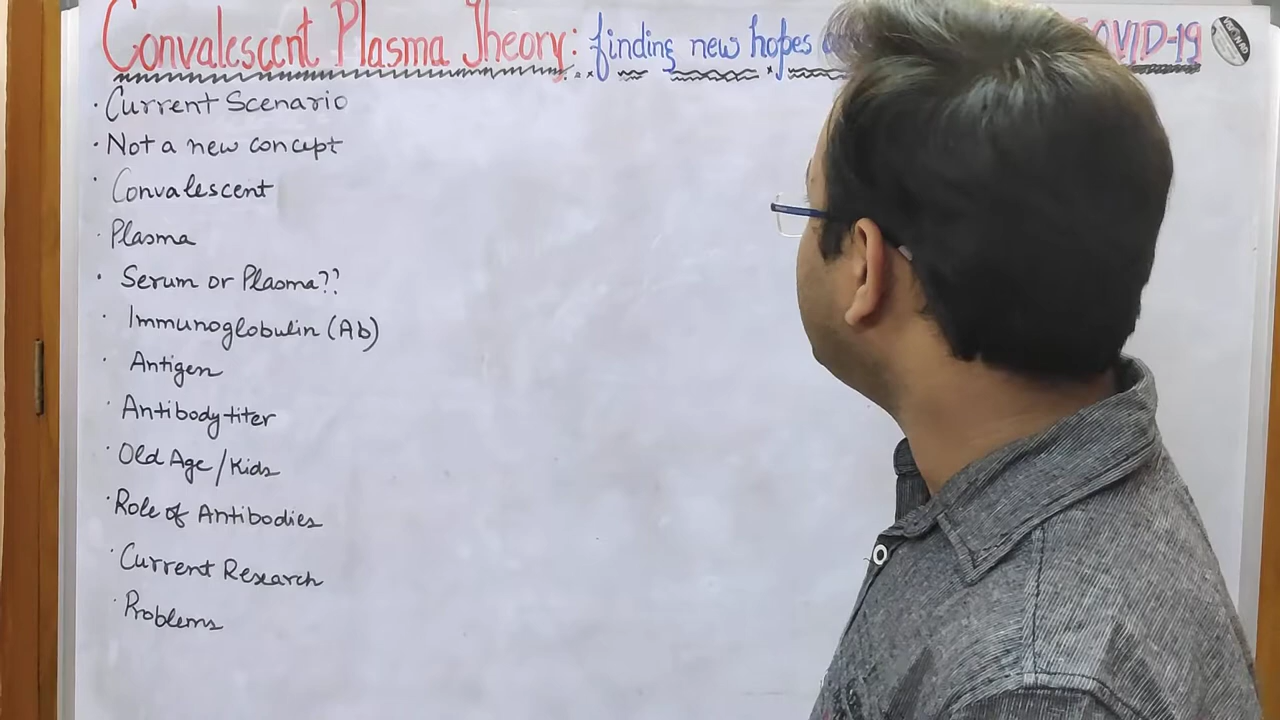 Convalescent Plasma Theory: finding new hopes COVID-19
· Current Scenario
· Not a new concept
· Convalescent
· Plasma
· Serum or Plasma??
· Immunoglobulin (Ab)
· Antigen
· Antibody titer
· Old Age / Kids
· Role of Antibodies
· Current Research
· Problems